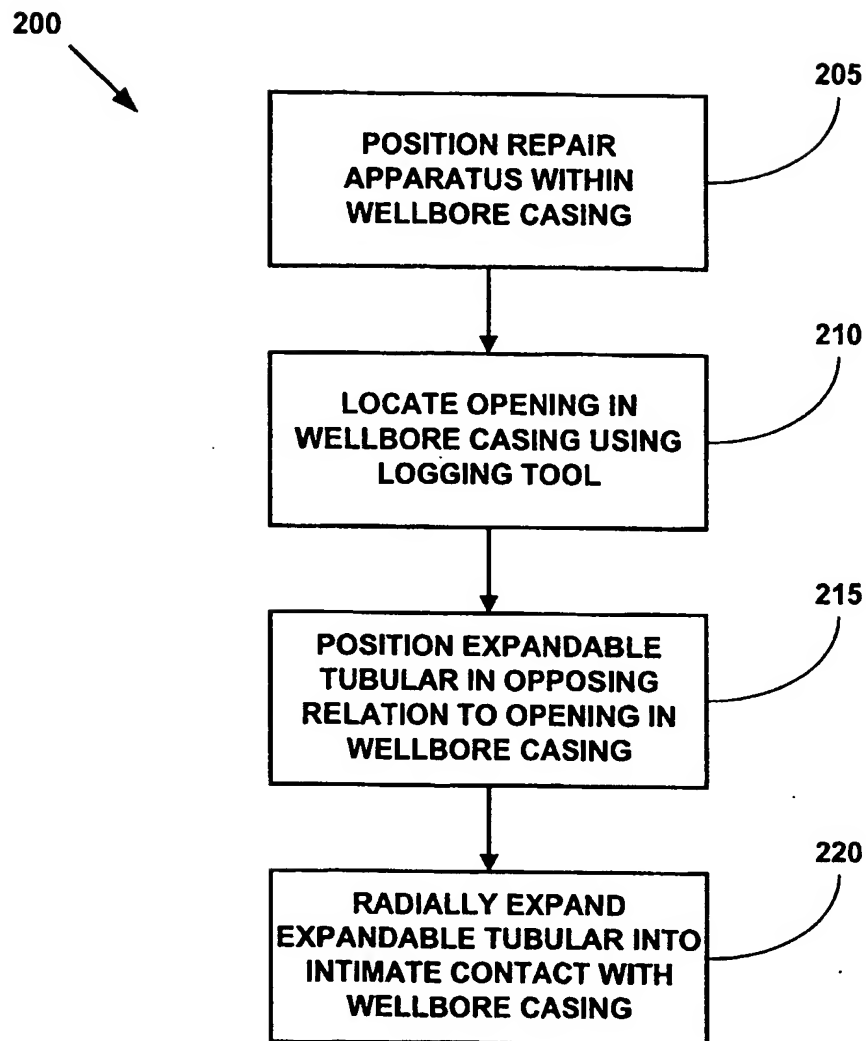 200
205
POSITION REPAIR
APPARATUS WITHIN
WELLBORE CASING
210
LOCATE OPENING IN
WELLBORE CASING USING
LOGGING TOOL
215
POSITION EXPANDABLE
TUBULAR IN OPPOSING
RELATION TO OPENING IN
WELLBORE CASING
220
RADIALLY EXPAND
EXPANDABLE TUBULAR INTO
INTIMATE CONTACT WITH
WELLBORE CASING